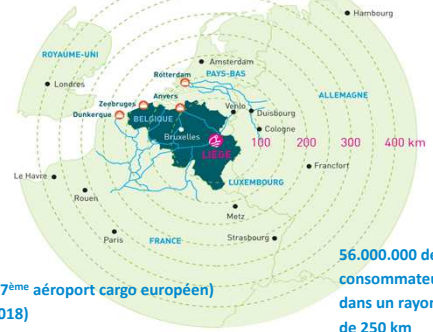 Hambourg
ROYAUME-UNI
Amsterdam
Londres
Rotterdam
PAYS-BAS
ALLEMAGNE
Zeebruges
Anvers
Venlo
Duisbourg
Dunkerque
BELGIQUE
Cologne
Bruxelles
LIEGE
100 200 300 400 km
Francfort
Le Havre
LUXEMBOURG
Rouen
Metz
Paris
FRANCE
Strasbourg
7ème aéroport cargo européen)
018)
56.000.000 de
consommateu
dans un rayon
de 250 km